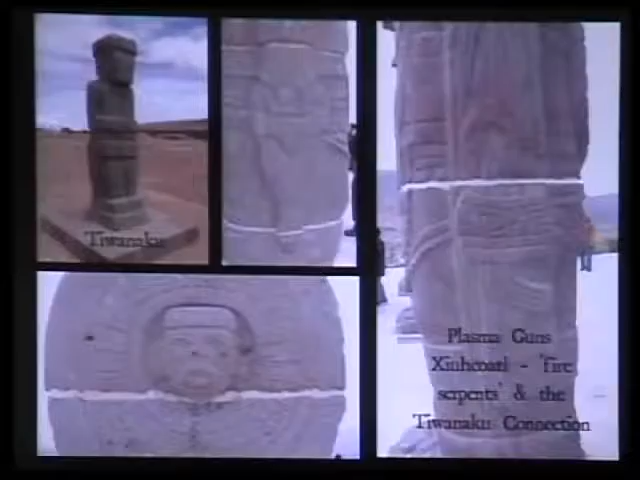 Tiwanaku
Plasma Guns
Xiuhcoatl - 'fire
serpents' & the
Tiwanaku Connection